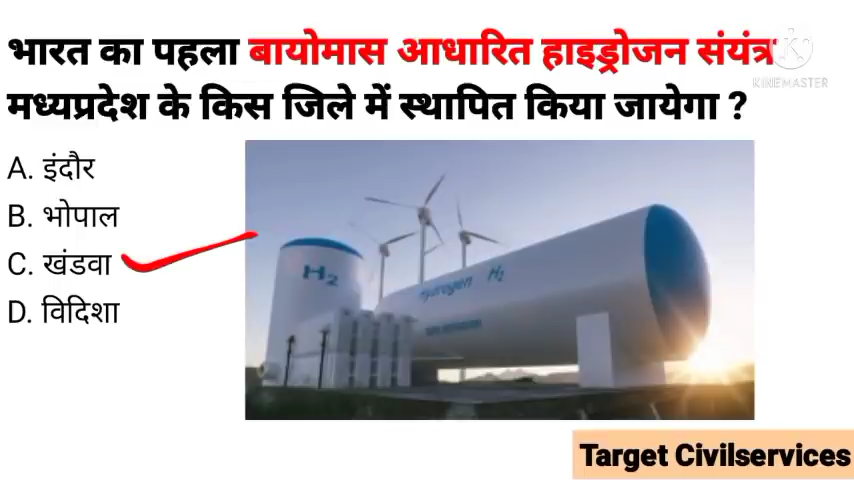 भारत का पहला बायोमास आधारित हाइड्रोजन संयंत्र
KINEMASTER
मध्यप्रदेश के किस जिले में स्थापित किया जायेगा ?
A. इंदौर
B. भोपाल
C. खंडवा
D. विदिशा
H2
Hydrogen H2
Target Civilservices